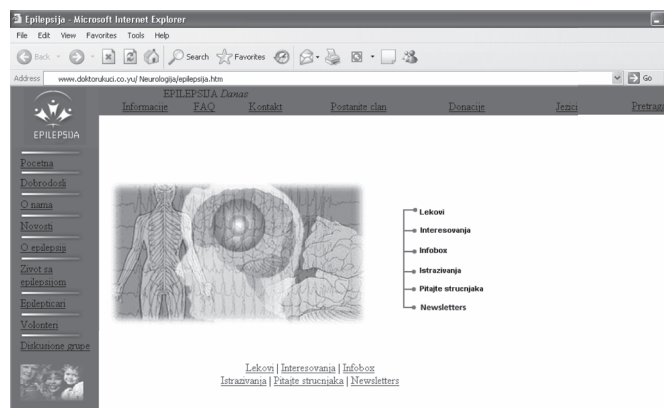 Epilepsija - Microsoft Internet Explorer
File Edit View Favorites Tools Help
Back Search Favorites
Address www.doktorukuci.co.yu/ Neurologija/epilepsija.htm Go
EPILEPSIJA Danas
Informacije FAQ Kontakt Postanite clan Donacije Jezici Pretraga
EPILEPSIJA
Pocetna
Dobrodosli
O nama
Novosti
O epilepsiji
Zivot sa
epilepsijom
Epilepticari
Volonteri
Diskusione grupe
Lekovi
Interesovanja
Infobox
Istrazivanja
Pitajte strucnjaka
Newsletters
Lekovi | Interesovanja | Infobox
Istrazivanja | Pitajte strucnjaka | Newsletters